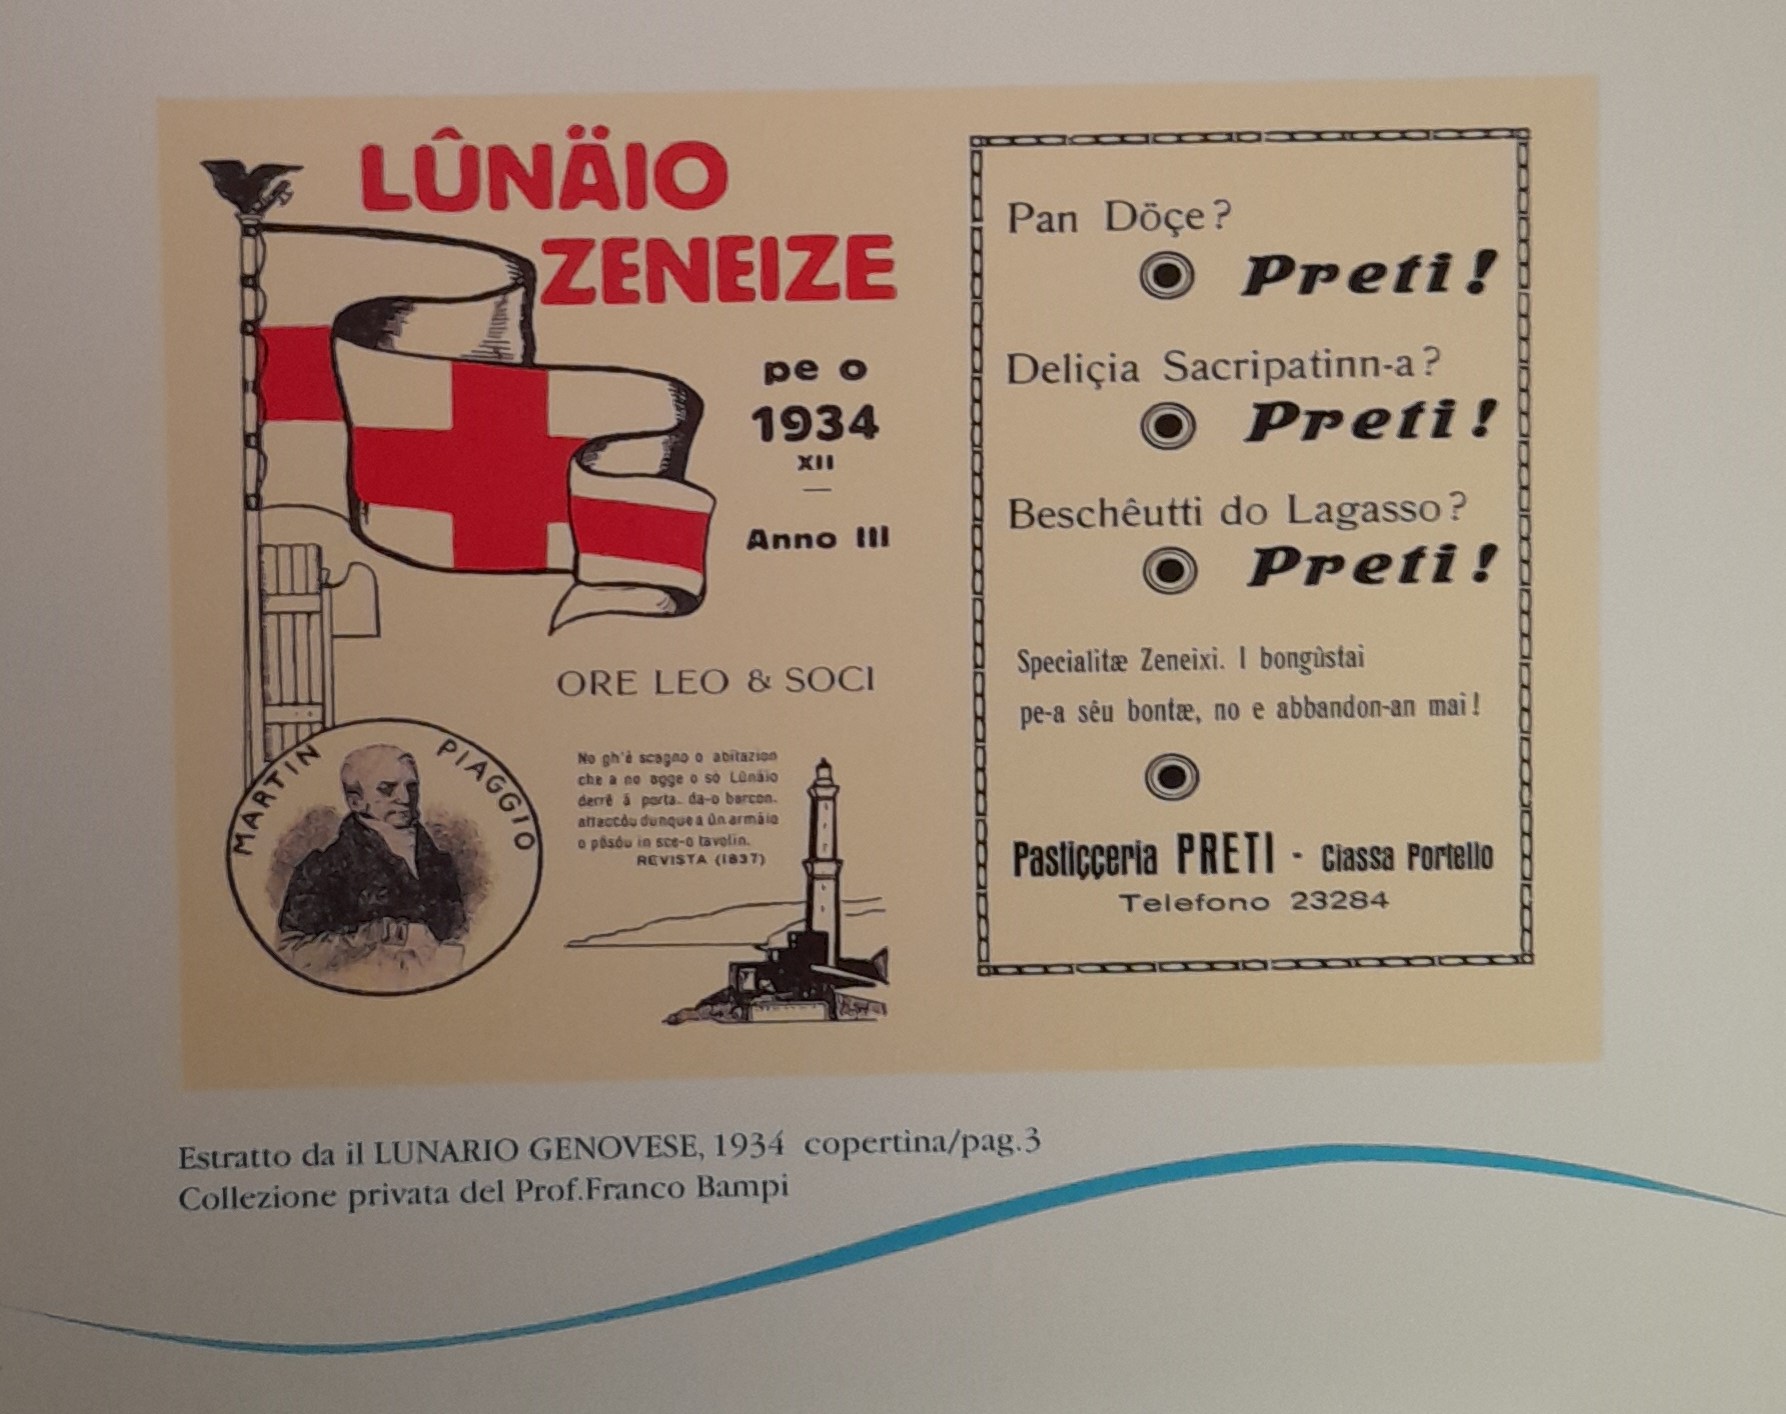 LÛNÄIO
ZENEIZE
pe o
1934
XII
Anno III
ORE LEO & SOCI
MARTIN PIAGGIO
No gh'è scagno o abitazion
che a no agge o sò Lûnäio
derrê à porta.. da-o barcon.
attaccôu dunque a ûn armäio
o pôsôu in sce-o tavolin.
REVISTA (1837)
Pan Döçe?
Preti!
Deliçia Sacripatinn-a?
Preti!
Beschêutti do Lagasso?
Preti!
Specialitæ Zeneixi. I bongûstai
pe-a sêu bontæ, no e abbandon-an mai!
Pastiççeria PRETI - Ciassa Portello
Telefono 23284
Estratto da il LUNARIO GENOVESE, 1934 copertina/pag.3
Collezione privata del Prof.Franco Bampi